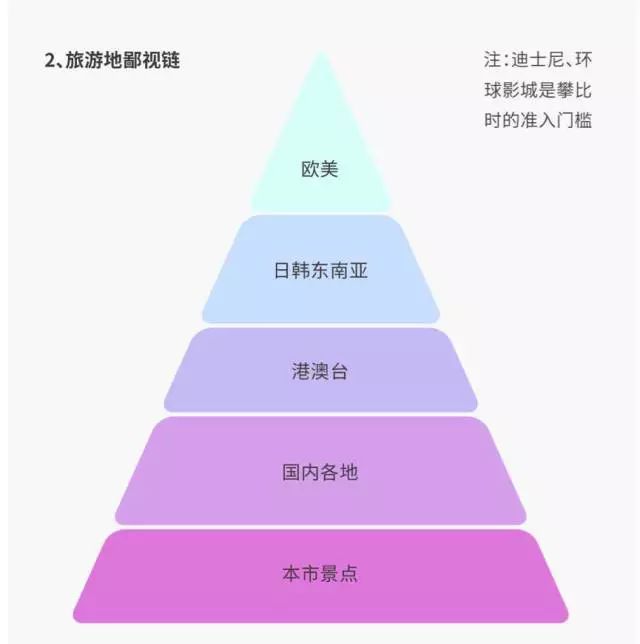 2、旅游地鄙视链
注：迪士尼、环
球影城是攀比
时的准入门槛
欧美
日韩东南亚
港澳台
国内各地
本市景点